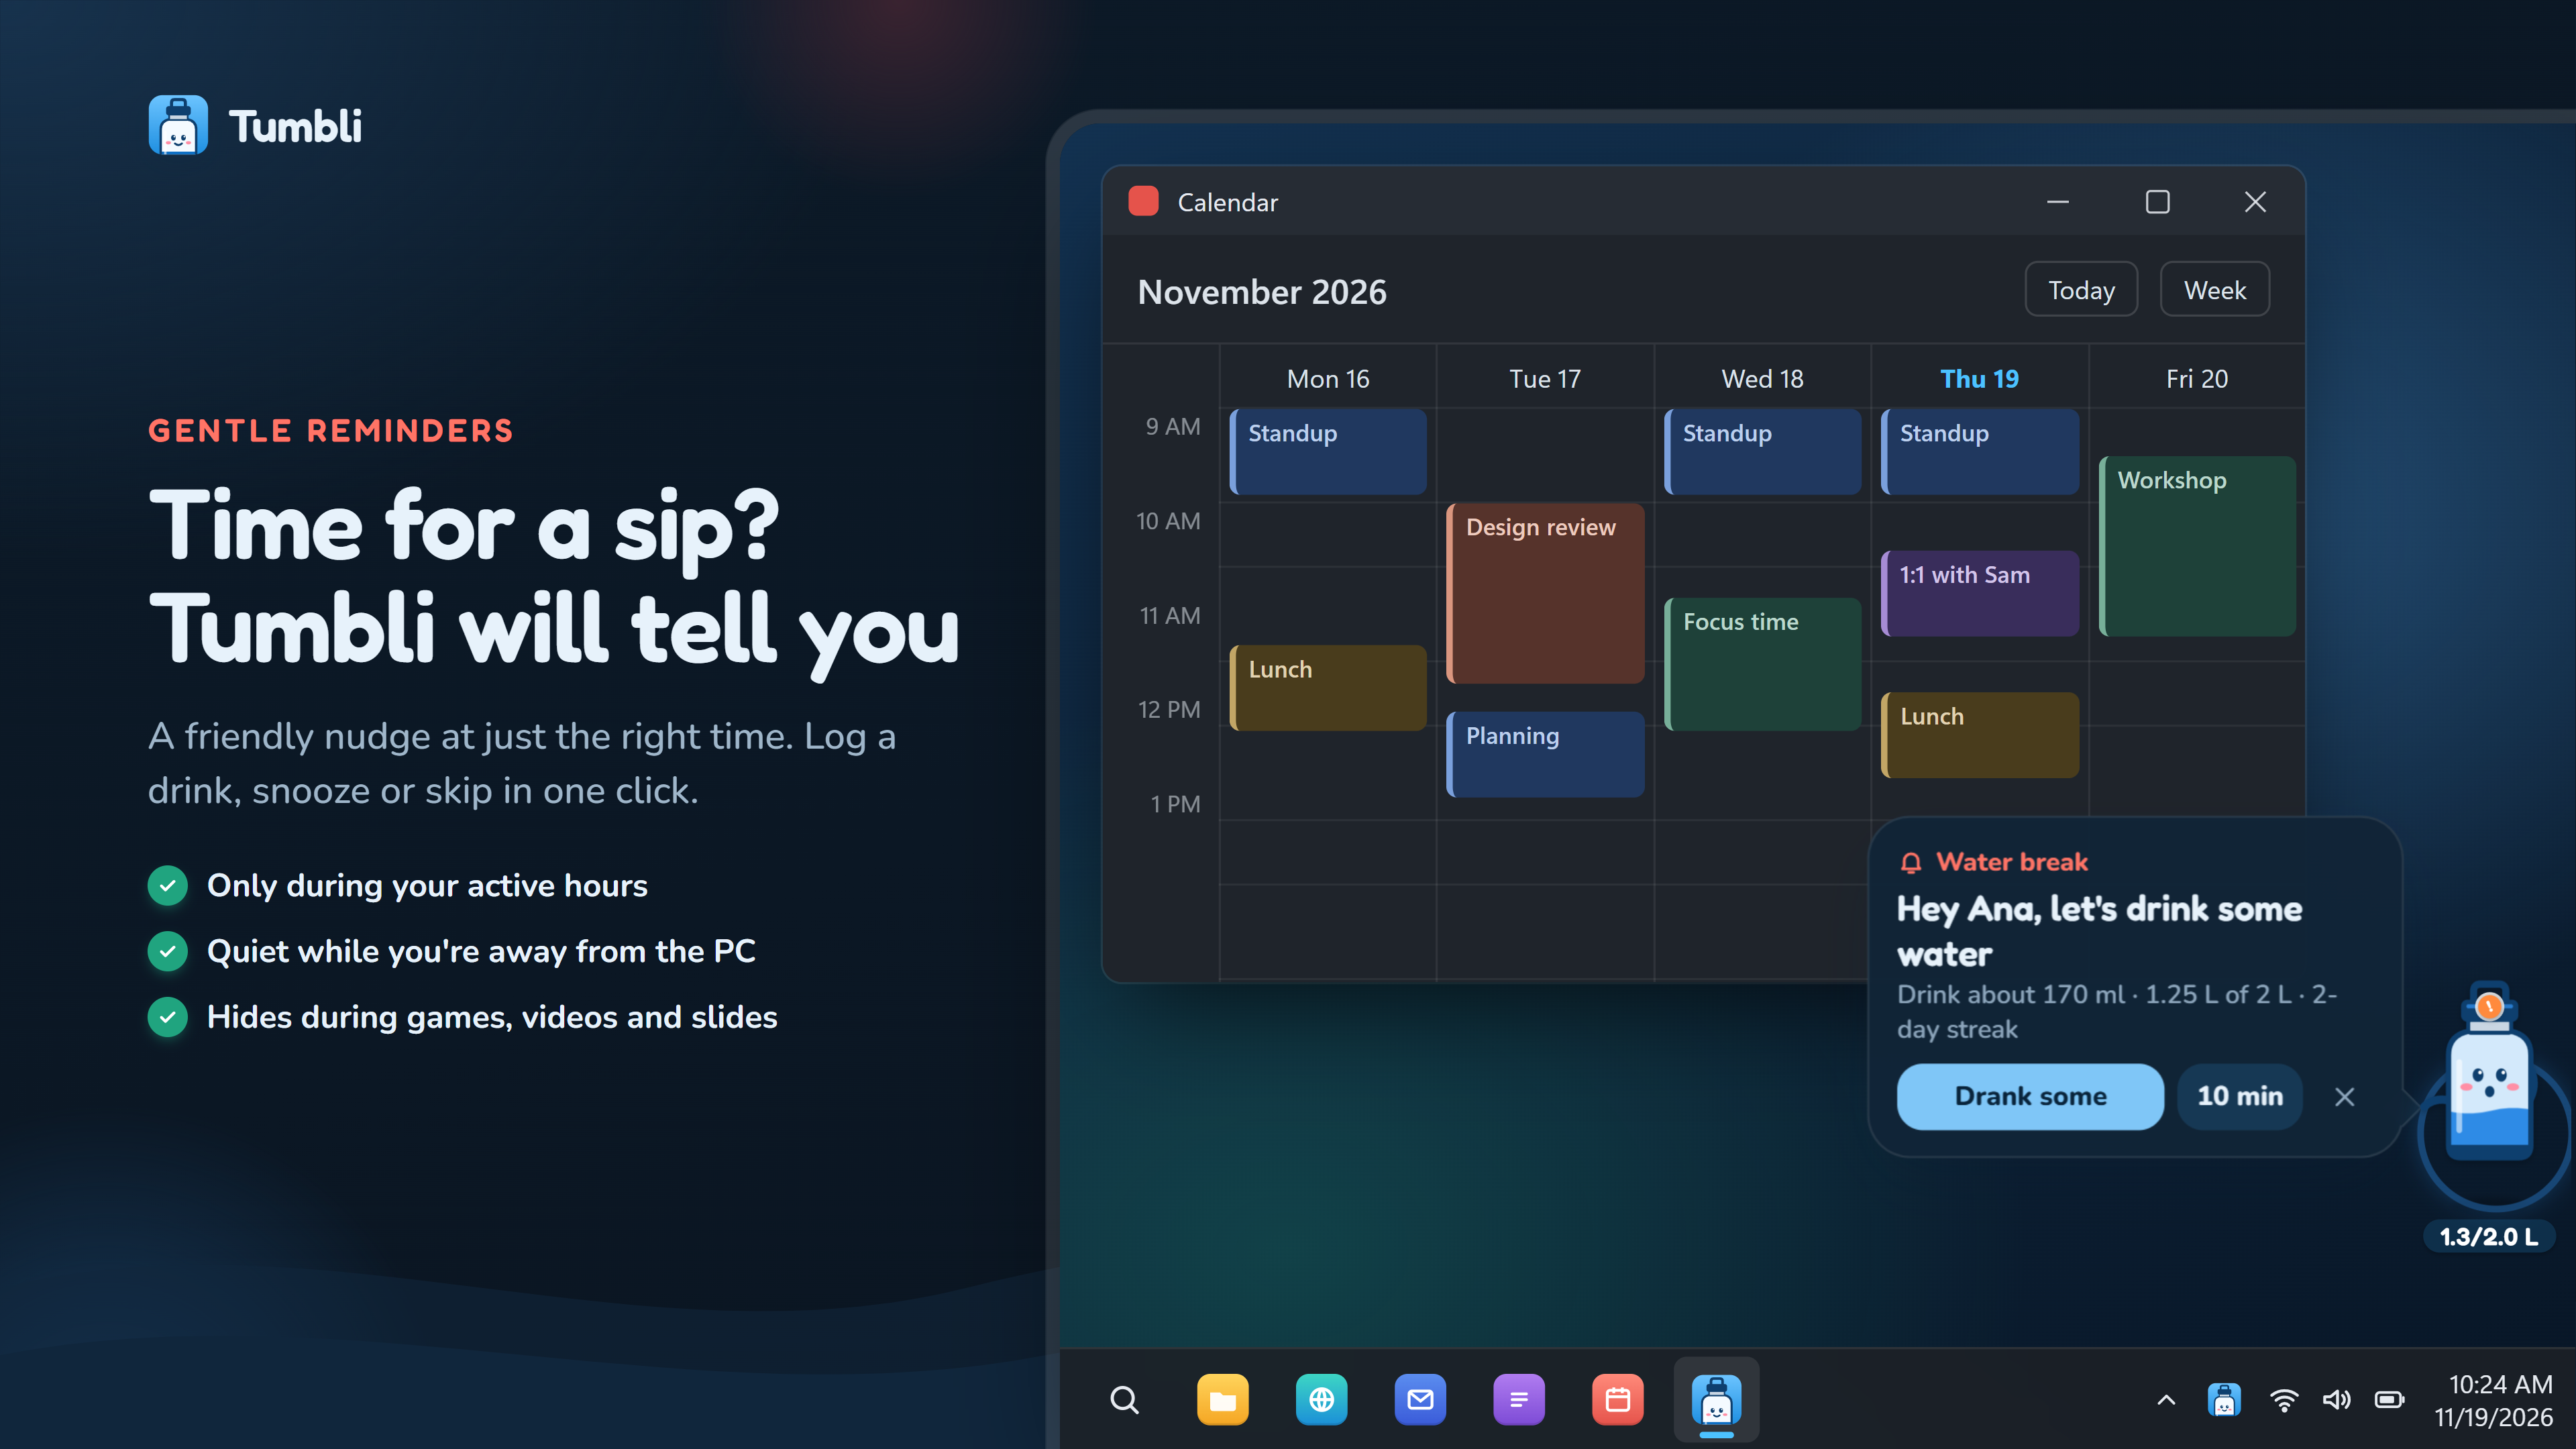 Tumbli
GENTLE REMINDERS
Time for a sip?
Tumbli will tell you
A friendly nudge at just the right time. Log a
drink, snooze or skip in one click.
Only during your active hours
Quiet while you're away from the PC
Hides during games, videos and slides
Calendar
November 2026
Today
Week
Mon 16
Tue 17
Wed 18
Thu 19
Fri 20
9 AM
10 AM
11 AM
12 PM
1 PM
Standup
Lunch
Design review
Planning
Standup
Focus time
Standup
1:1 with Sam
Lunch
Workshop
Water break
Hey Ana, let's drink some
water
Drink about 170 ml · 1.25 L of 2 L · 2-
day streak
Drank some
10 min
1.3/2.0 L
10:24 AM
11/19/2026